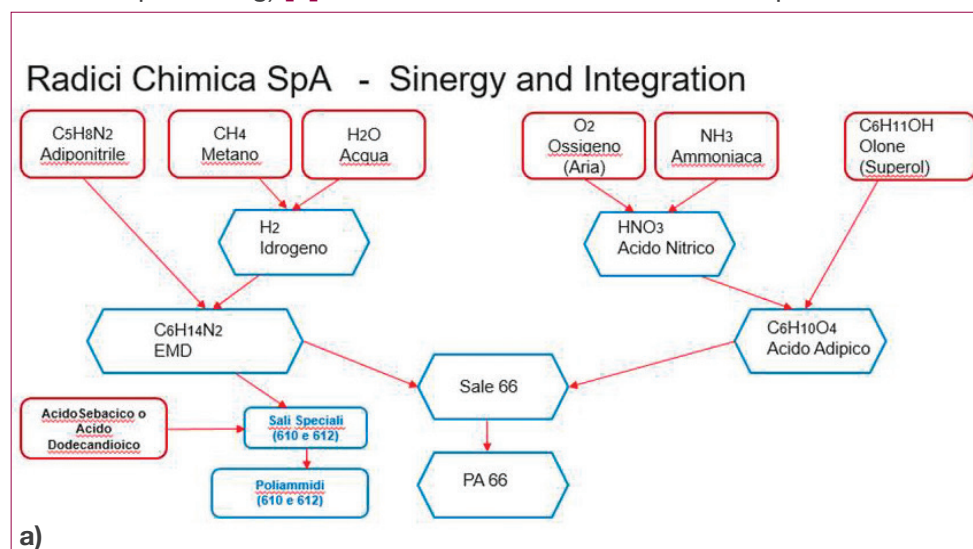 Radici Chimica SpA - Sinergy and Integration
C5H8N2
Adiponitrile
CH4
Metano
H2O
Acqua
O2
Ossigeno
(Aria)
NH3
Ammoniaca
C6H11OH
Olone
(Superol)
H2
Idrogeno
HNO3
Acido Nitrico
C6H14N2
EMD
C6H10O4
Acido Adipico
Sale 66
Acido Sebacico o
Acido
Dodecandioico
Sali Speciali
(610 e 612)
Poliammidi
(610 e 612)
PA 66
a)